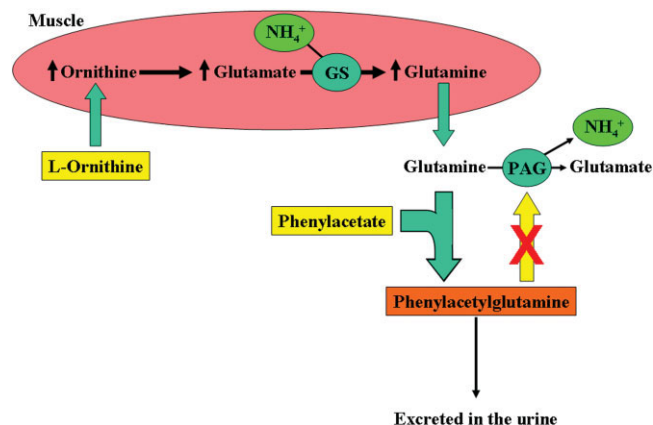 Muscle
NH4+
Ornithine
Glutamate
GS
Glutamine
L-Ornithine
NH4+
Glutamine
PAG
Glutamate
Phenylacetate
X
Phenylacetylglutamine
Excreted in the urine